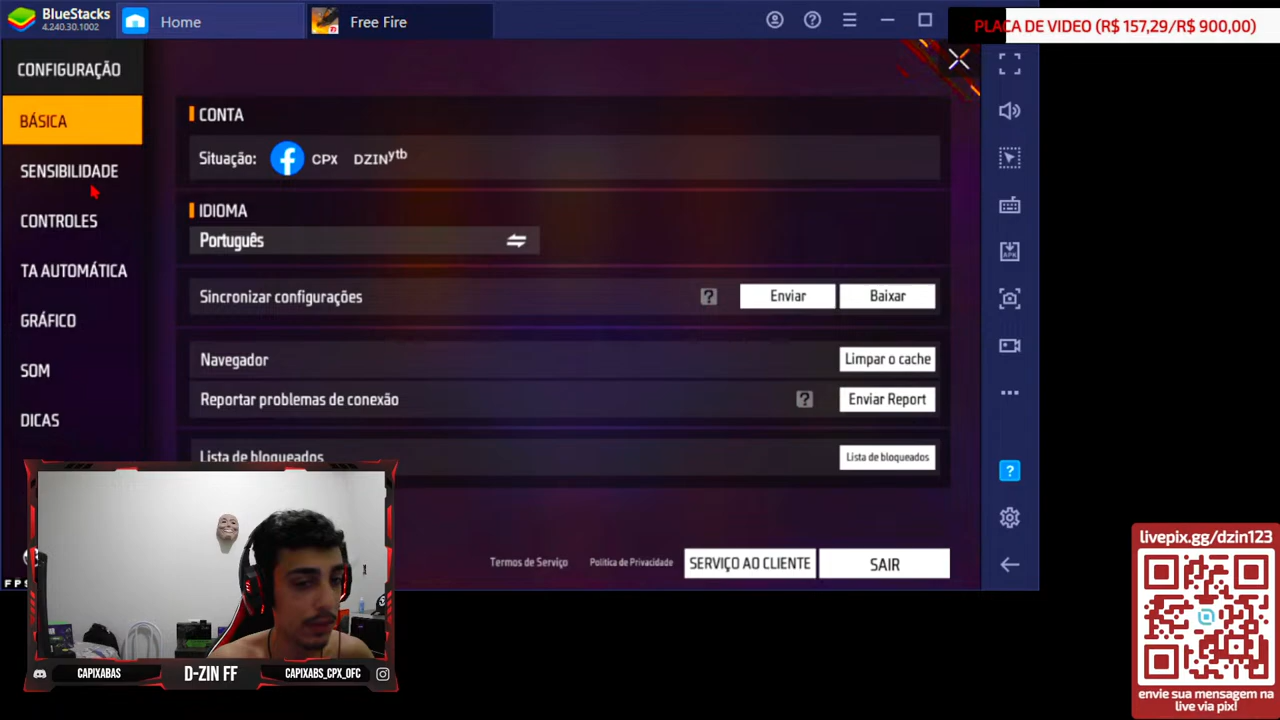 BlueStacks
4.240.30.1002
Home
Free Fire
PLACA DE VIDEO (R$ 157,29/R$ 900,00)
CONFIGURAÇÃO
BÁSICA
SENSIBILIDADE
CONTROLES
TA AUTOMÁTICA
GRÁFICO
SOM
DICAS
CONTA
Situação: CPX DZINytb
IDIOMA
Português
Sincronizar configurações ? Enviar Baixar
Navegador Limpar o cache
Reportar problemas de conexão ? Enviar Report
Lista de bloqueados Lista de bloqueados
Termos de Serviço Política de Privacidade SERVIÇO AO CLIENTE SAIR
APK
?
FPS
CAPIXABAS D-ZIN FF CAPIXABS_CPX_OFC
livepix.gg/dzin123
envie sua mensagem na
live via pix!